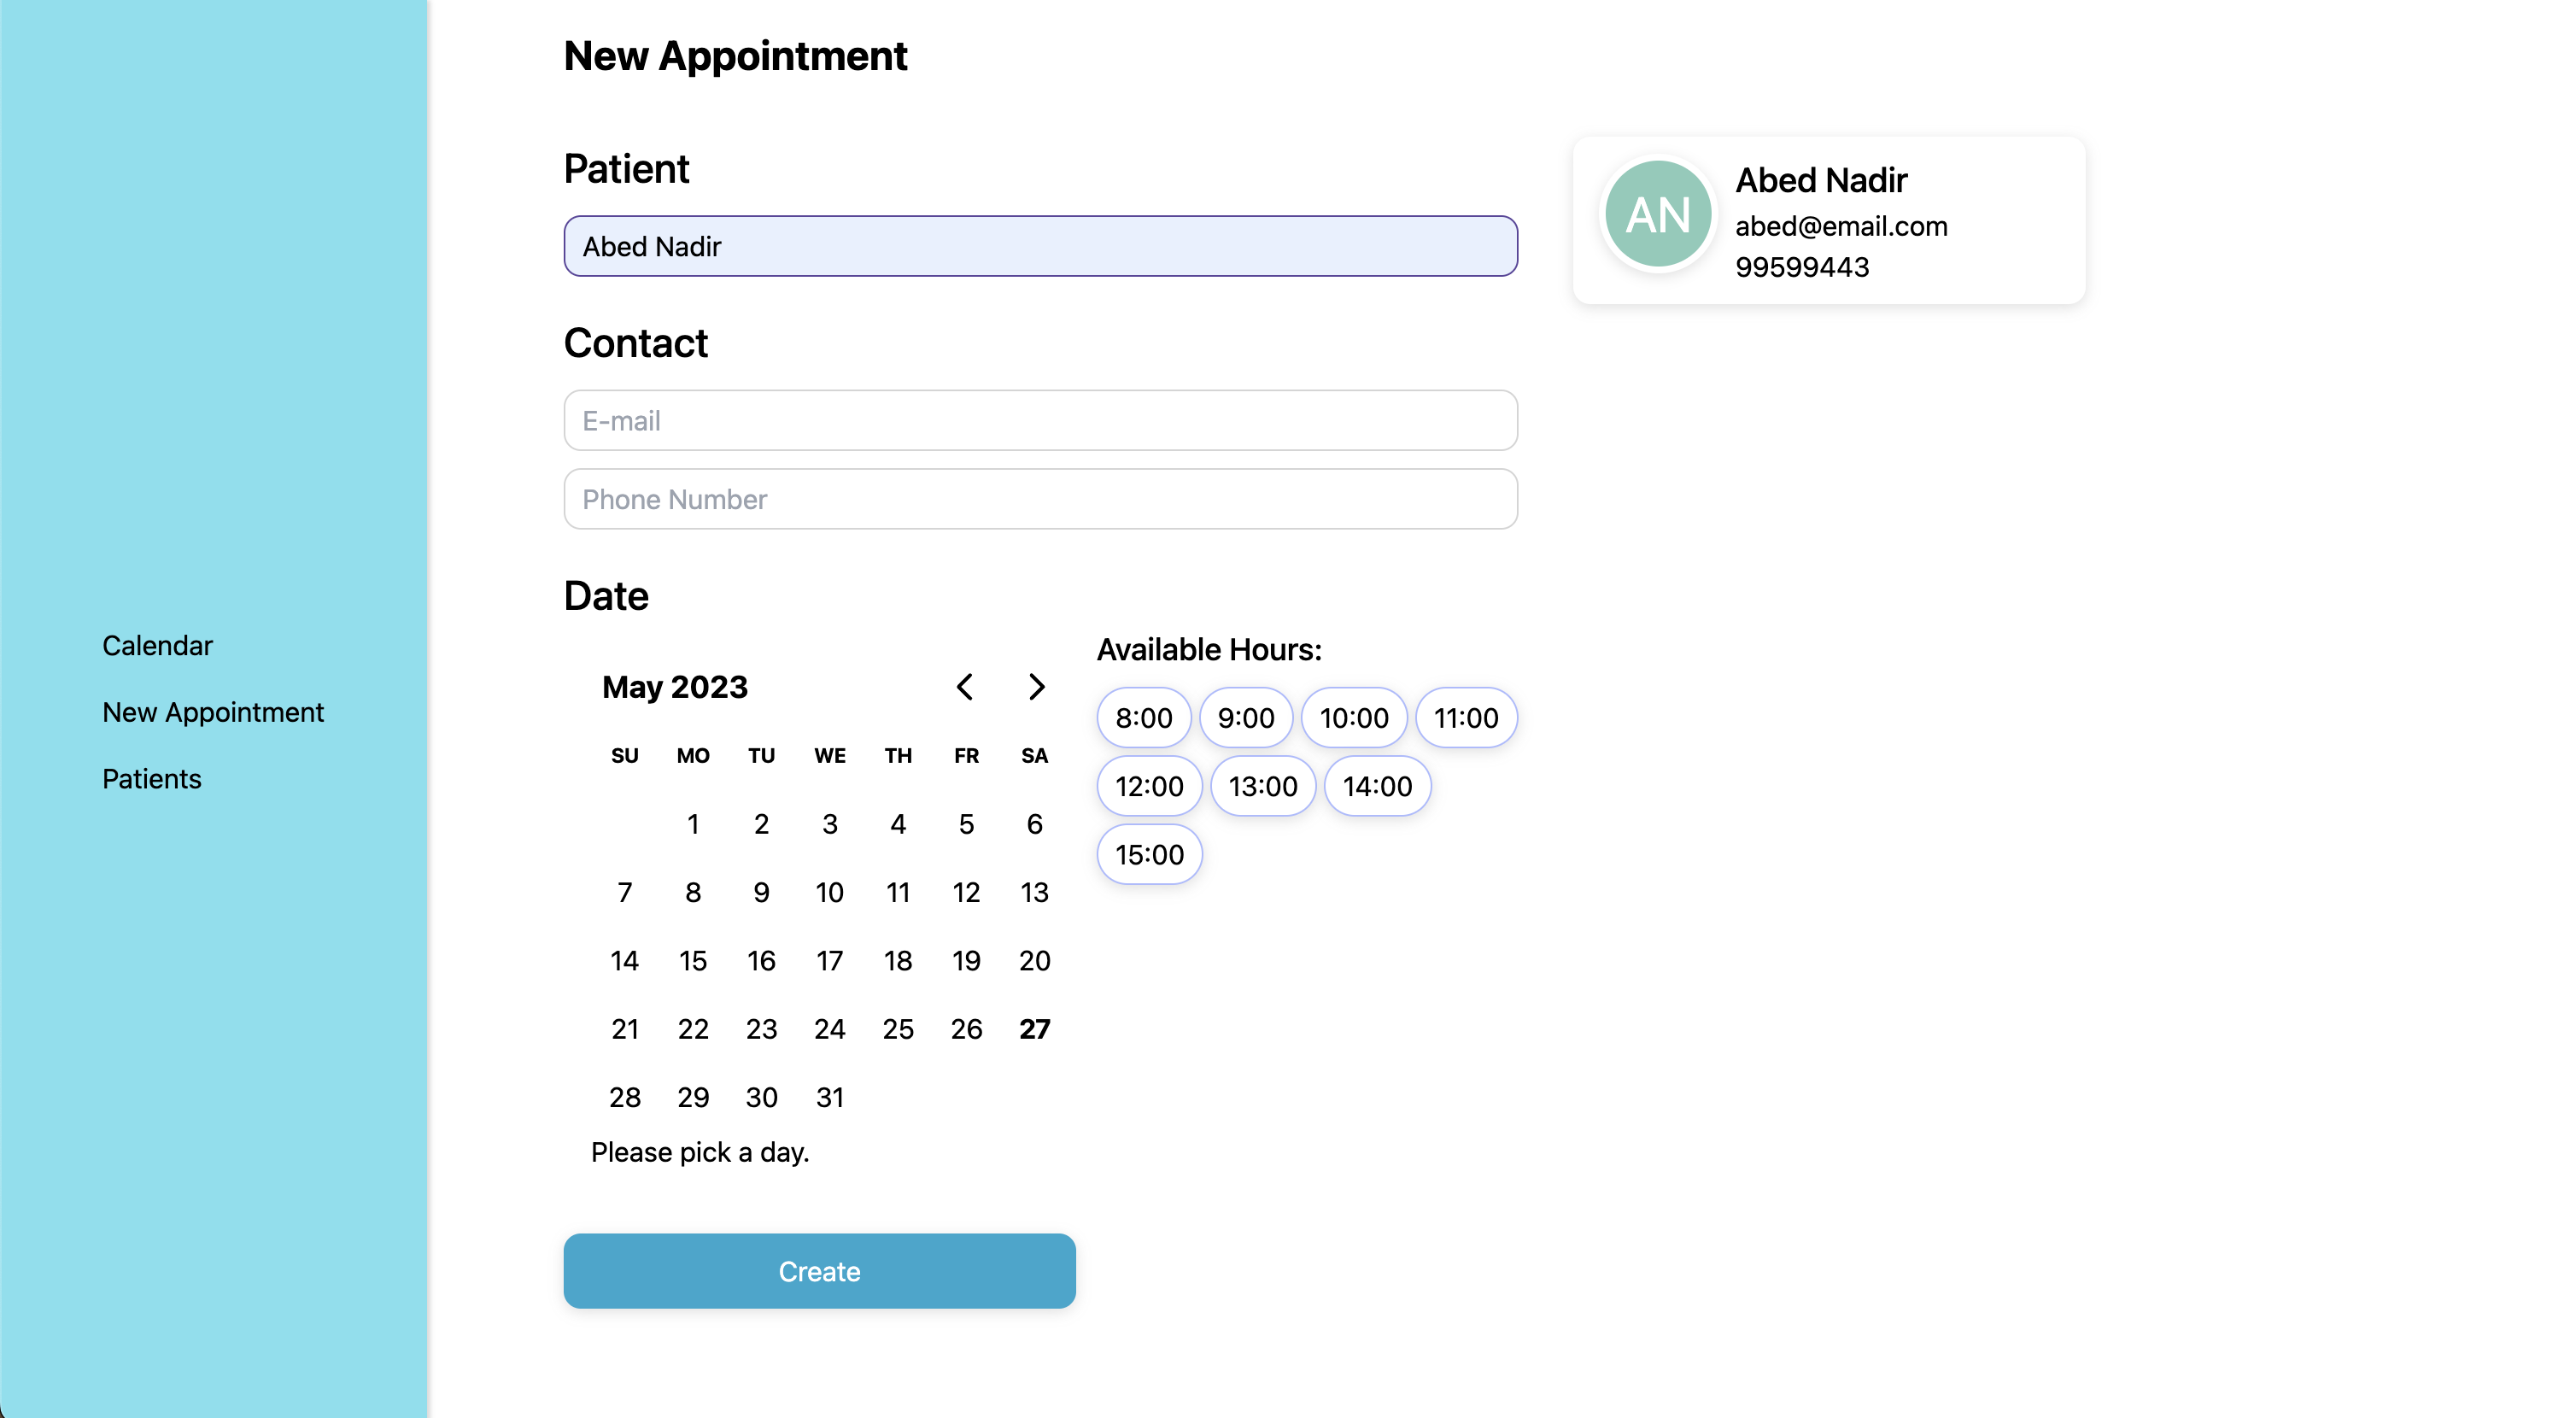 Calendar
New Appointment
Patients
New Appointment
Patient
Abed Nadir
Contact
E-mail
Phone Number
Date
May 2023
SU MO TU WE TH FR SA
1 2 3 4 5 6
7 8 9 10 11 12 13
14 15 16 17 18 19 20
21 22 23 24 25 26 27
28 29 30 31
Please pick a day.
Available Hours:
8:00 9:00 10:00 11:00
12:00 13:00 14:00
15:00
Create
AN
Abed Nadir
abed@email.com
99599443